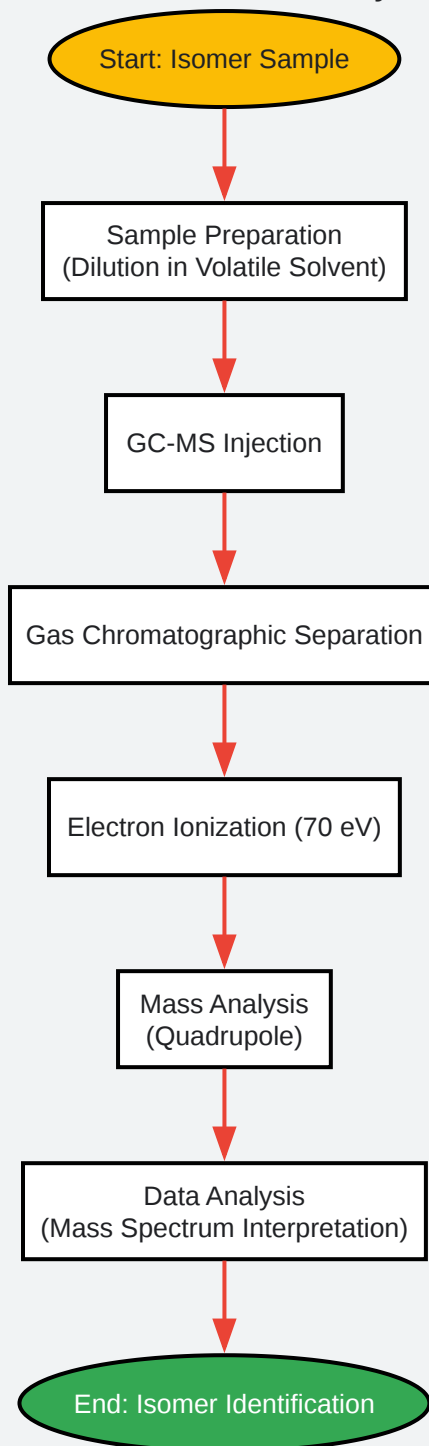 Start: Isomer Sample
Sample Preparation
(Dilution in Volatile Solvent)
GC-MS Injection
Gas Chromatographic Separation
Electron Ionization (70 eV)
Mass Analysis
(Quadrupole)
Data Analysis
(Mass Spectrum Interpretation)
End: Isomer Identification